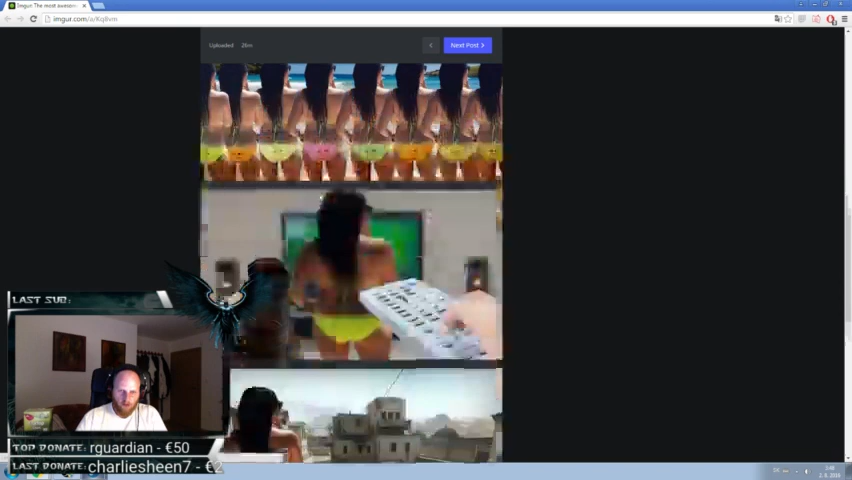 Imgur: The most awesome
imgur.com/a/Kq8vm
Uploaded 26m
Next Post
LAST SUB:
TOP DONATE: rguardian - €50
LAST DONATE: charliesheen7 - €2